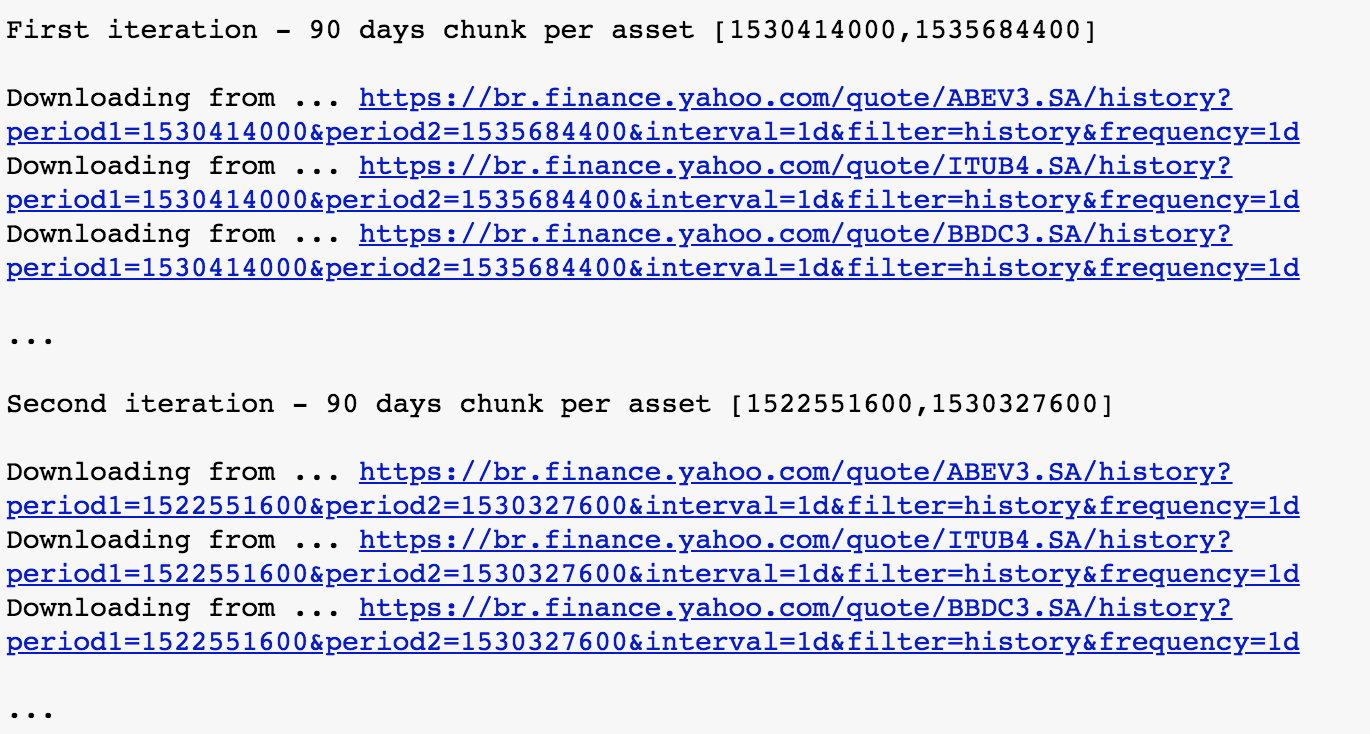 First iteration - 90 days chunk per asset [1530414000,1535684400]
Downloading from ... https://br.finance.yahoo.com/quote/ABEV3.SA/history?
period1=1530414000&period2=1535684400&interval=1d&filter=history&frequency=1d
Downloading from ... https://br.finance.yahoo.com/quote/ITUB4.SA/history?
period1=1530414000&period2=1535684400&interval=1d&filter=history&frequency=1d
Downloading from ... https://br.finance.yahoo.com/quote/BBDC3.SA/history?
period1=1530414000&period2=1535684400&interval=1d&filter=history&frequency=1d
...
Second iteration - 90 days chunk per asset [1522551600,1530327600]
Downloading from ... https://br.finance.yahoo.com/quote/ABEV3.SA/history?
period1=1522551600&period2=1530327600&interval=1d&filter=history&frequency=1d
Downloading from ... https://br.finance.yahoo.com/quote/ITUB4.SA/history?
period1=1522551600&period2=1530327600&interval=1d&filter=history&frequency=1d
Downloading from ... https://br.finance.yahoo.com/quote/BBDC3.SA/history?
period1=1522551600&period2=1530327600&interval=1d&filter=history&frequency=1d
...